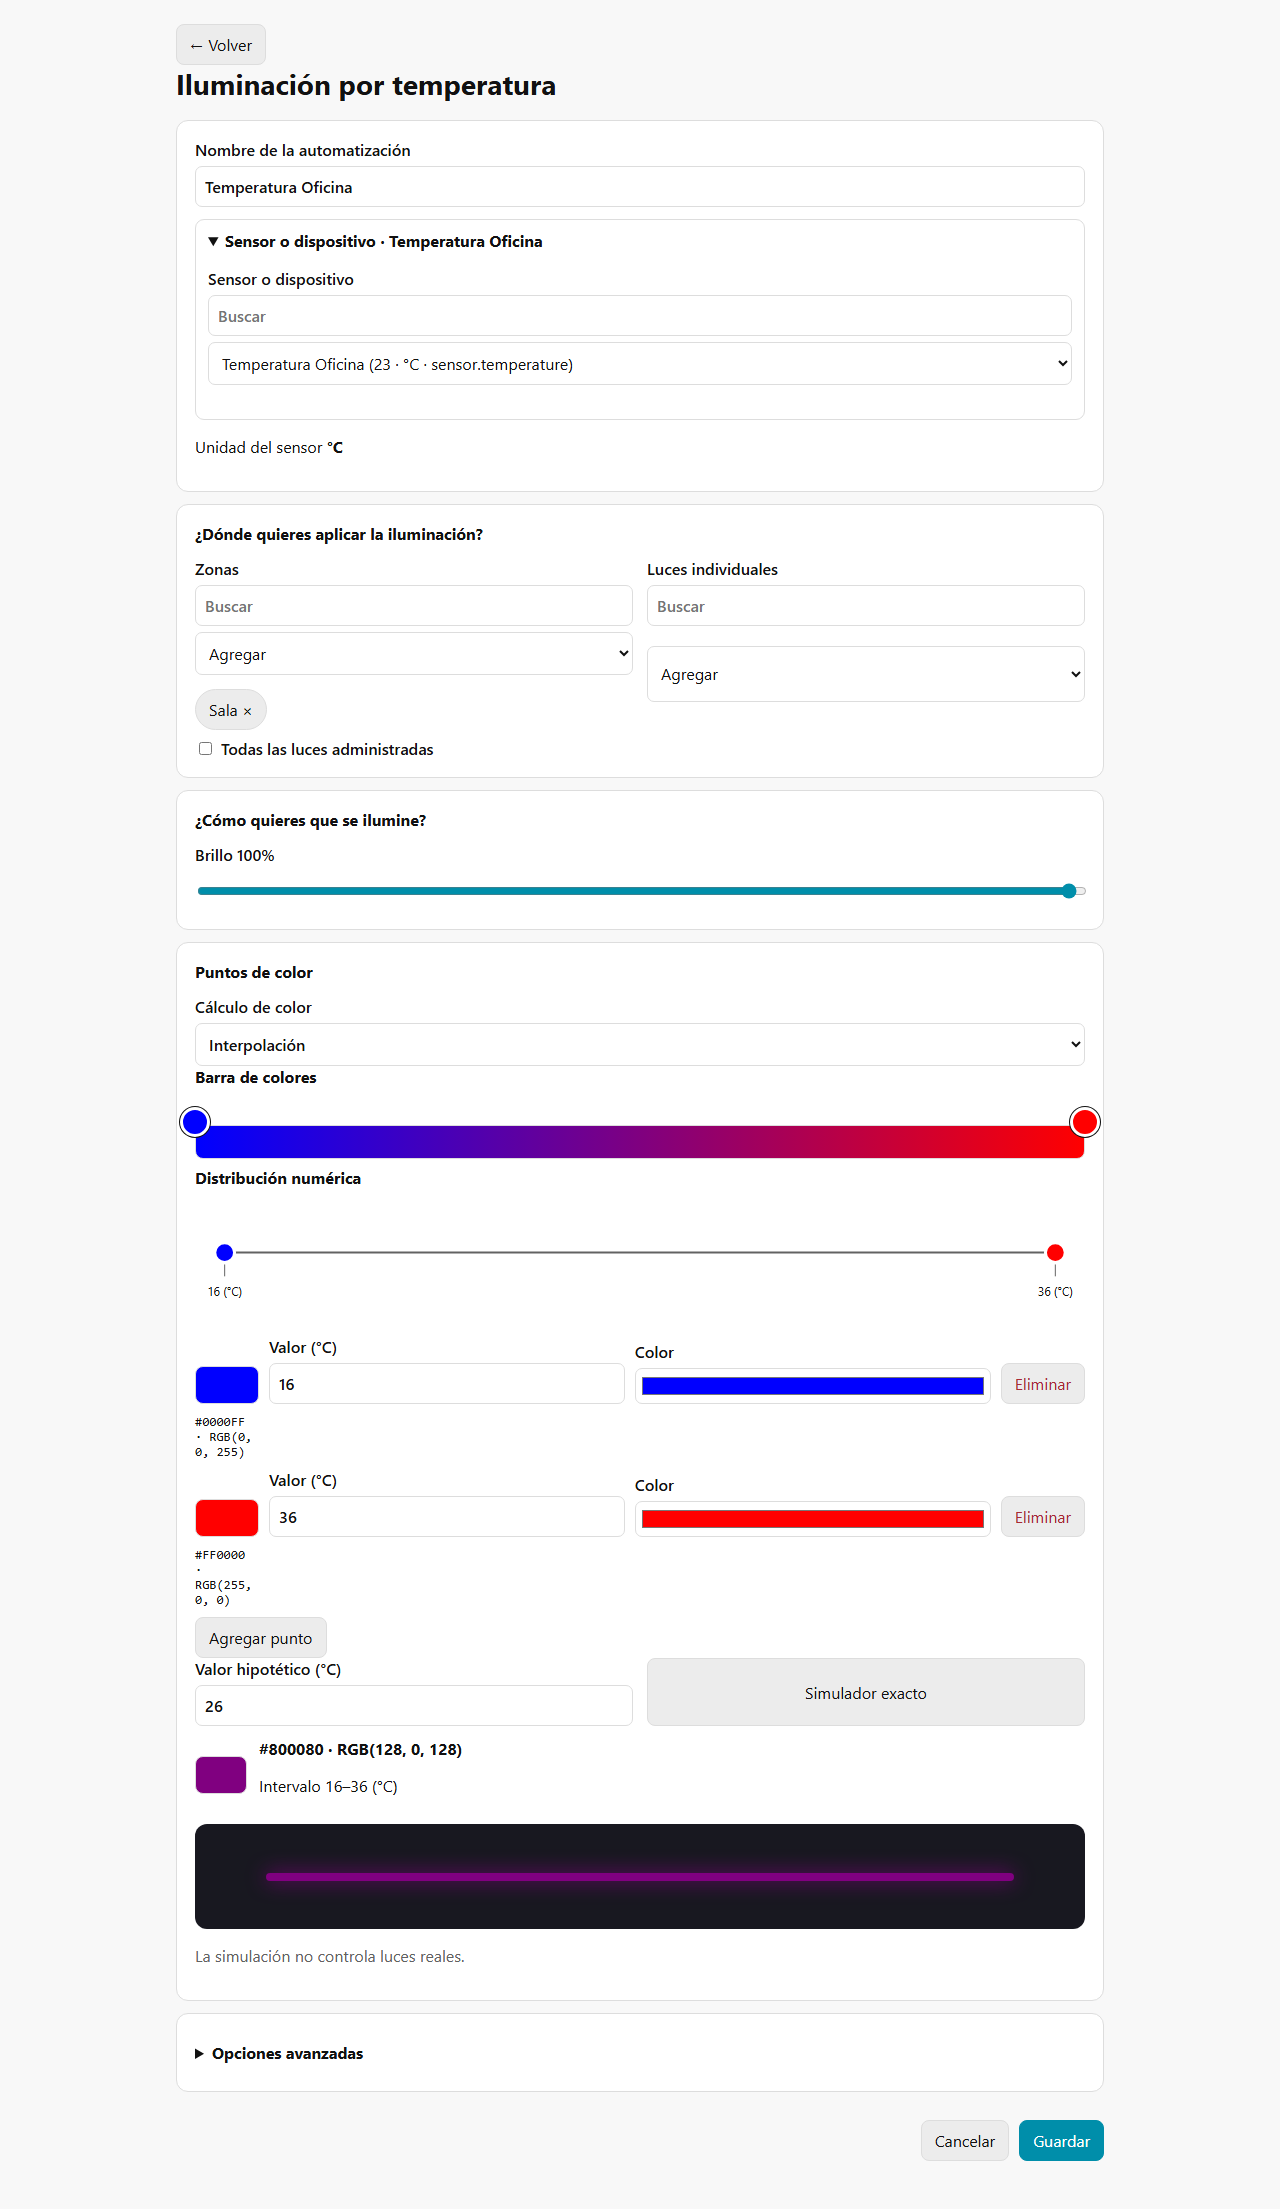 ← Volver
Iluminación por temperatura
Nombre de la automatización
Temperatura Oficina
▼ Sensor o dispositivo · Temperatura Oficina
Sensor o dispositivo
Buscar
Temperatura Oficina (23 · °C · sensor.temperature)
Unidad del sensor °C
¿Dónde quieres aplicar la iluminación?
Zonas
Luces individuales
Buscar
Buscar
Agregar
Agregar
Sala ×
Todas las luces administradas
¿Cómo quieres que se ilumine?
Brillo 100%
Puntos de color
Cálculo de color
Interpolación
Barra de colores
Distribución numérica
16 (°C)
36 (°C)
Valor (°C)
Color
16
Eliminar
#0000FF
· RGB(0,
0, 255)
Valor (°C)
Color
36
Eliminar
#FF0000
·
RGB(255,
0, 0)
Agregar punto
Valor hipotético (°C)
26
Simulador exacto
#800080 · RGB(128, 0, 128)
Intervalo 16–36 (°C)
La simulación no controla luces reales.
▶ Opciones avanzadas
Cancelar
Guardar